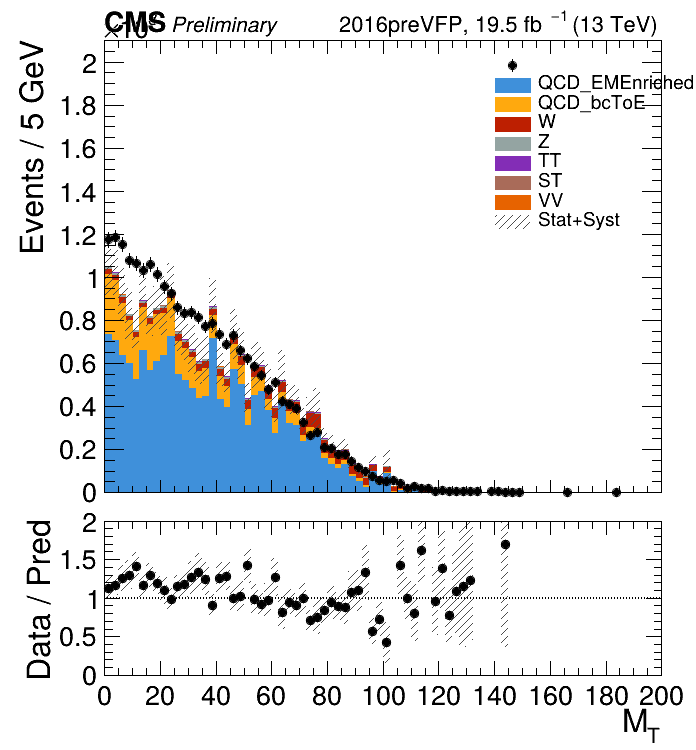 CMS Preliminary 2016preVFP, 19.5 fb⁻¹ (13 TeV)
Events / 5 GeV
2
1.8
1.6
1.4
1.2
1
0.8
0.6
0.4
0.2
0
QCD_EMEnriched
QCD_bcToE
W
Z
TT
ST
VV
Stat+Syst
Data / Pred
2
1.5
1
0.5
0
0 20 40 60 80 100 120 140 160 180 200
M_T